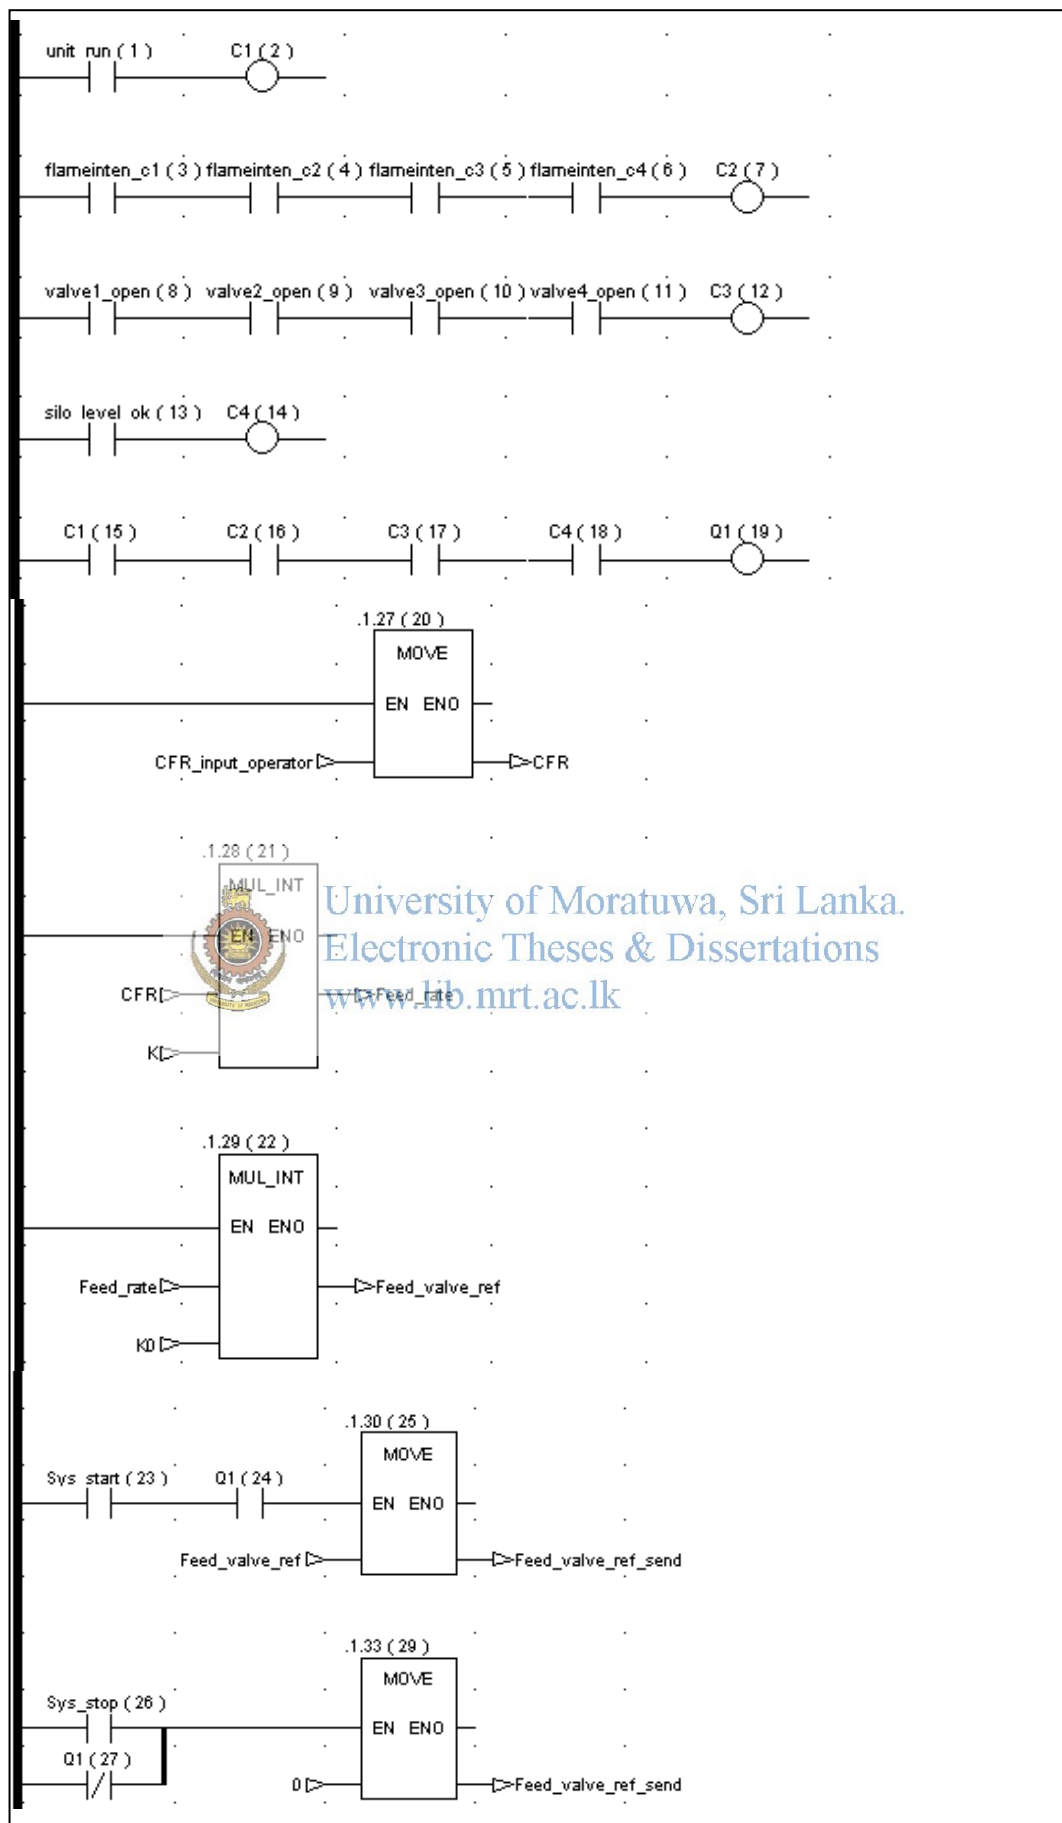 unit_run ( 1 ) C1 ( 2 )
flameinten_c1 ( 3 ) flameinten_c2 ( 4 ) flameinten_c3 ( 5 ) flameinten_c4 ( 6 ) C2 ( 7 )
valve1_open ( 8 ) valve2_open ( 9 ) valve3_open ( 10 ) valve4_open ( 11 ) C3 ( 12 )
silo_level_ok ( 13 ) C4 ( 14 )
C1 ( 15 ) C2 ( 16 ) C3 ( 17 ) C4 ( 18 ) Q1 ( 19 )
.1.27 ( 20 )
MOVE
EN ENO
CFR_input_operator CFR
.1.28 ( 21 )
MUL_INT
University of Moratuwa, Sri Lanka.
EN ENO
Electronic Theses & Dissertations
CFR Feed_rate
www.lib.mrt.ac.lk
K
.1.29 ( 22 )
MUL_INT
EN ENO
Feed_rate Feed_valve_ref
K0
.1.30 ( 25 )
MOVE
Sys_start ( 23 ) Q1 ( 24 )
EN ENO
Feed_valve_ref Feed_valve_ref_send
.1.33 ( 29 )
MOVE
Sys_stop ( 26 )
EN ENO
Q1 ( 27 )
0 Feed_valve_ref_send